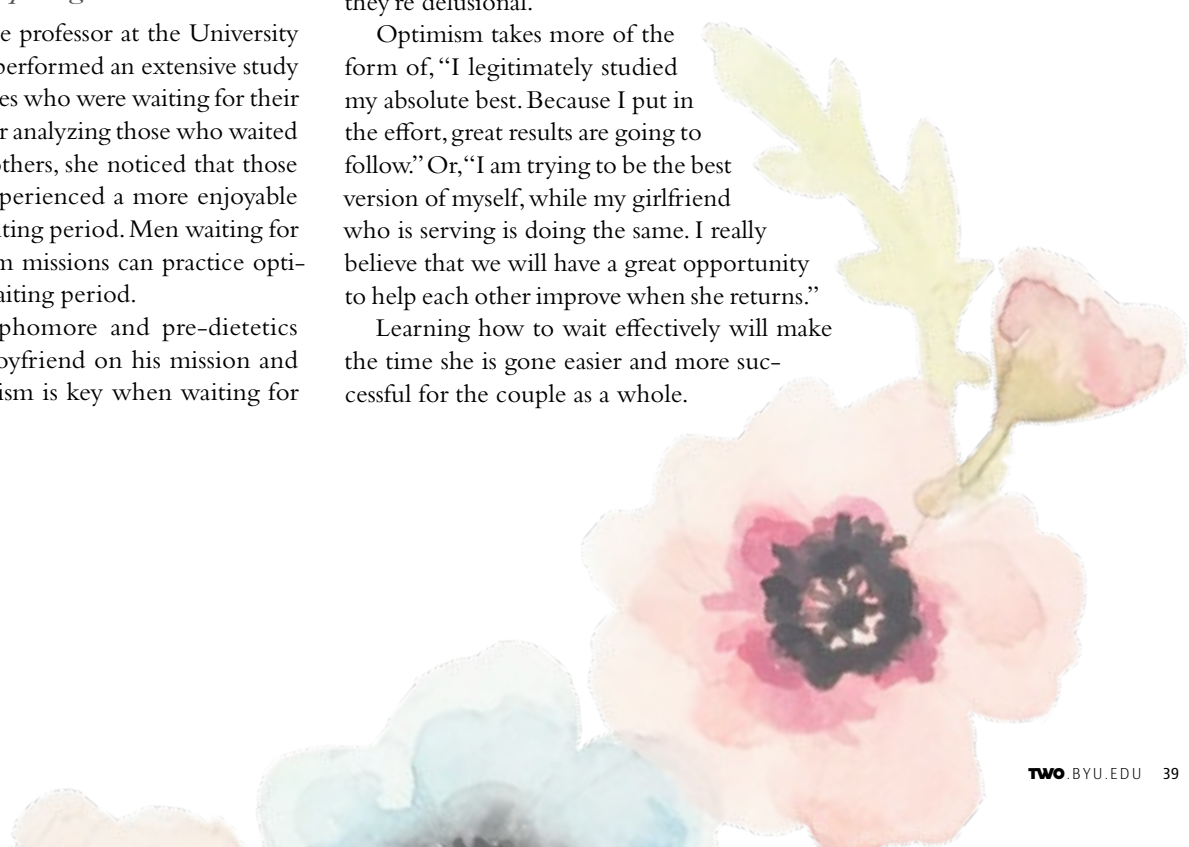 e professor at the University
performed an extensive study
es who were waiting for their
r analyzing those who waited
others, she noticed that those
perienced a more enjoyable
iting period. Men waiting for
m missions can practice opti-
aiting period.
phomore and pre-dietetics
oyfriend on his mission and
ism is key when waiting for
they're delusional.
Optimism takes more of the
form of, “I legitimately studied
my absolute best. Because I put in
the effort, great results are going to
follow.” Or, “I am trying to be the best
version of myself, while my girlfriend
who is serving is doing the same. I really
believe that we will have a great opportunity
to help each other improve when she returns.”
Learning how to wait effectively will make
the time she is gone easier and more suc-
cessful for the couple as a whole.
TWO.BYU.EDU 39